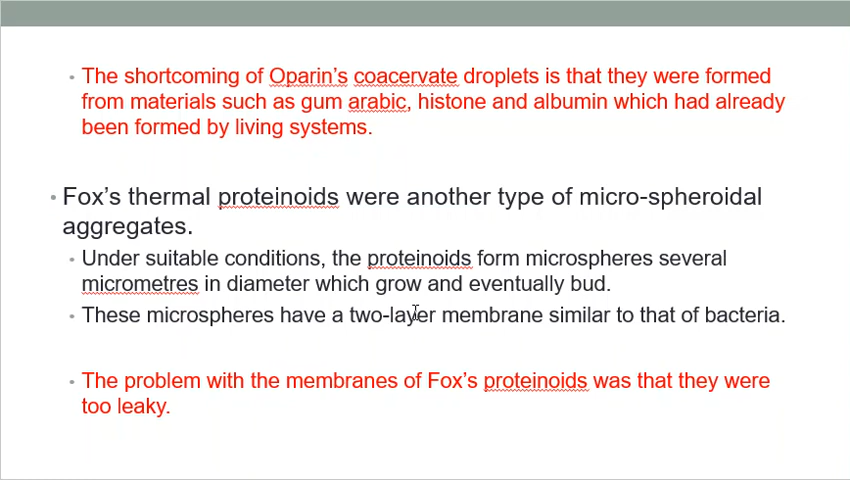 • The shortcoming of Oparin's coacervate droplets is that they were formed
from materials such as gum arabic, histone and albumin which had already
been formed by living systems.
• Fox's thermal proteinoids were another type of micro-spheroidal
aggregates.
• Under suitable conditions, the proteinoids form microspheres several
micrometres in diameter which grow and eventually bud.
• These microspheres have a two-layer membrane similar to that of bacteria.
• The problem with the membranes of Fox's proteinoids was that they were
too leaky.